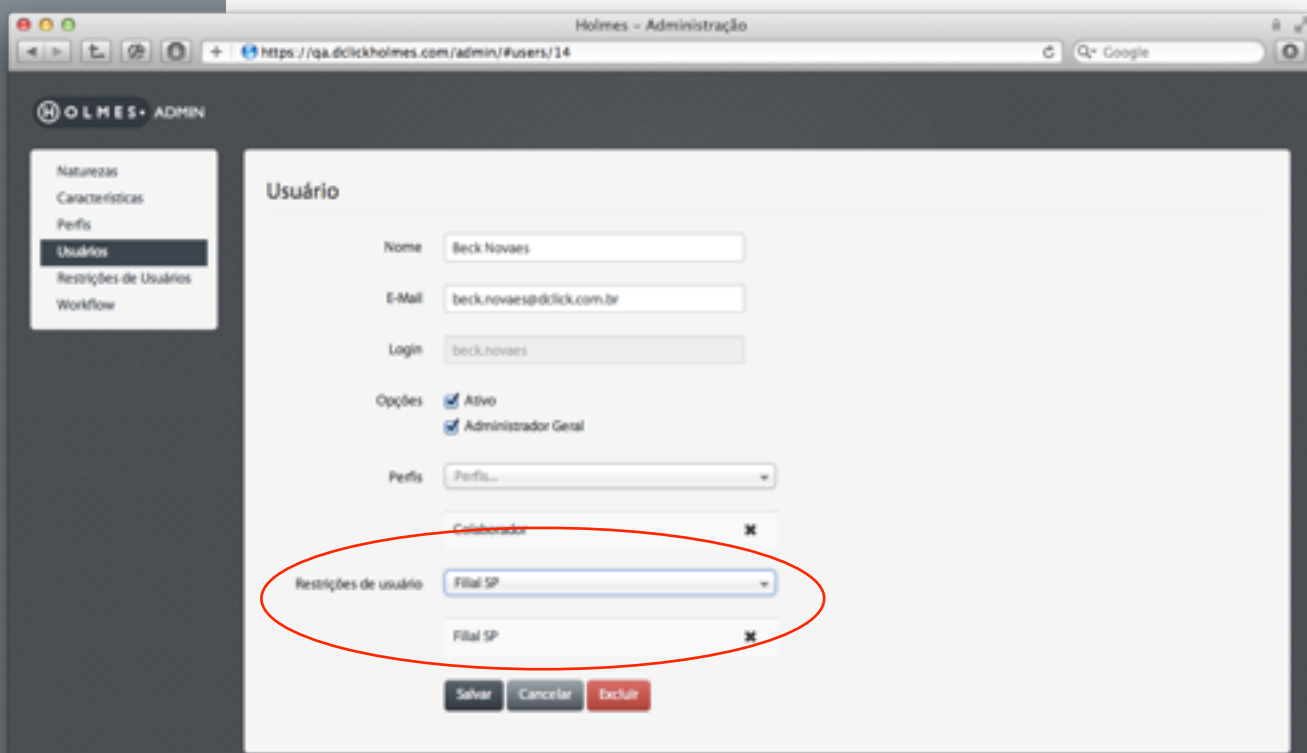 Holmes – Administração
https://qa.dclickholmes.com/admin/#users/14
Google
HOLMES• ADMIN
Naturezas
Características
Perfis
Usuários
Restrições de Usuários
Workflow
Usuário
Nome
Beck Novaes
E-Mail
beck.novaes@dclick.com.br
Login
beck.novaes
Opções
Ativo
Administrador Geral
Perfis
Perfis...
Colaborador
Restrições de usuário
Filial SP
Filial SP
Salvar Cancelar Excluir